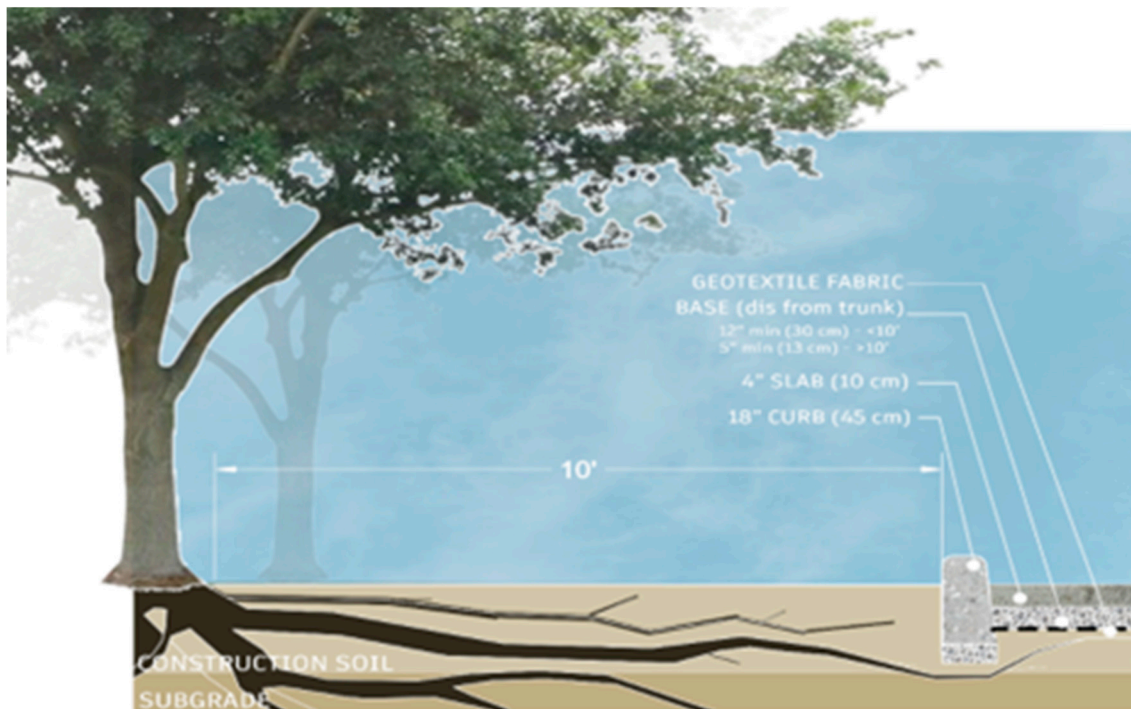 GEOTEXTILE FABRIC
BASE (dis from trunk)
12" min (30 cm) - <10'
5" min (13 cm) - >10'
4" SLAB (10 cm)
18" CURB (45 cm)
10'
CONSTRUCTION SOIL
SUBGRADE